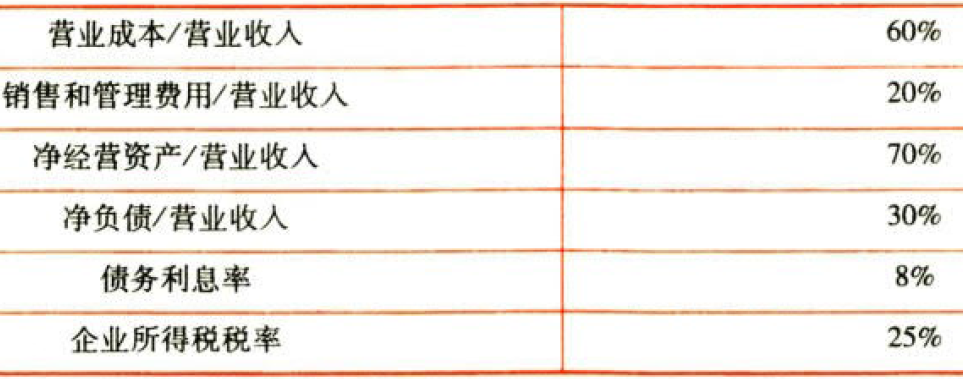 营业成本/营业收入 60%
销售和管理费用/营业收入 20%
净经营资产/营业收入 70%
净负债/营业收入 30%
债务利息率 8%
企业所得税税率 25%